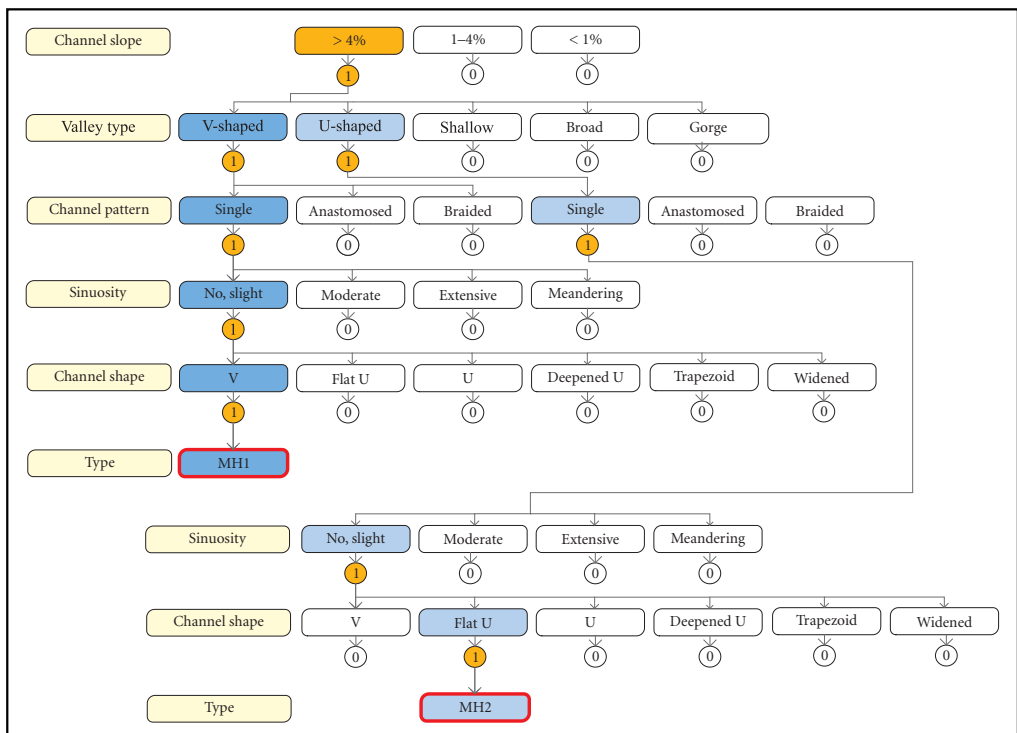 Channel slope > 4% 1–4% < 1%
1 0 0
Valley type V-shaped U-shaped Shallow Broad Gorge
1 1 0 0 0
Channel pattern Single Anastomosed Braided Single Anastomosed Braided
1 0 0 1 0 0
Sinuosity No, slight Moderate Extensive Meandering
1 0 0 0
Channel shape V Flat U U Deepened U Trapezoid Widened
1 0 0 0 0 0
Type MH1
Sinuosity No, slight Moderate Extensive Meandering
1 0 0 0
Channel shape V Flat U U Deepened U Trapezoid Widened
0 1 0 0 0 0
Type MH2